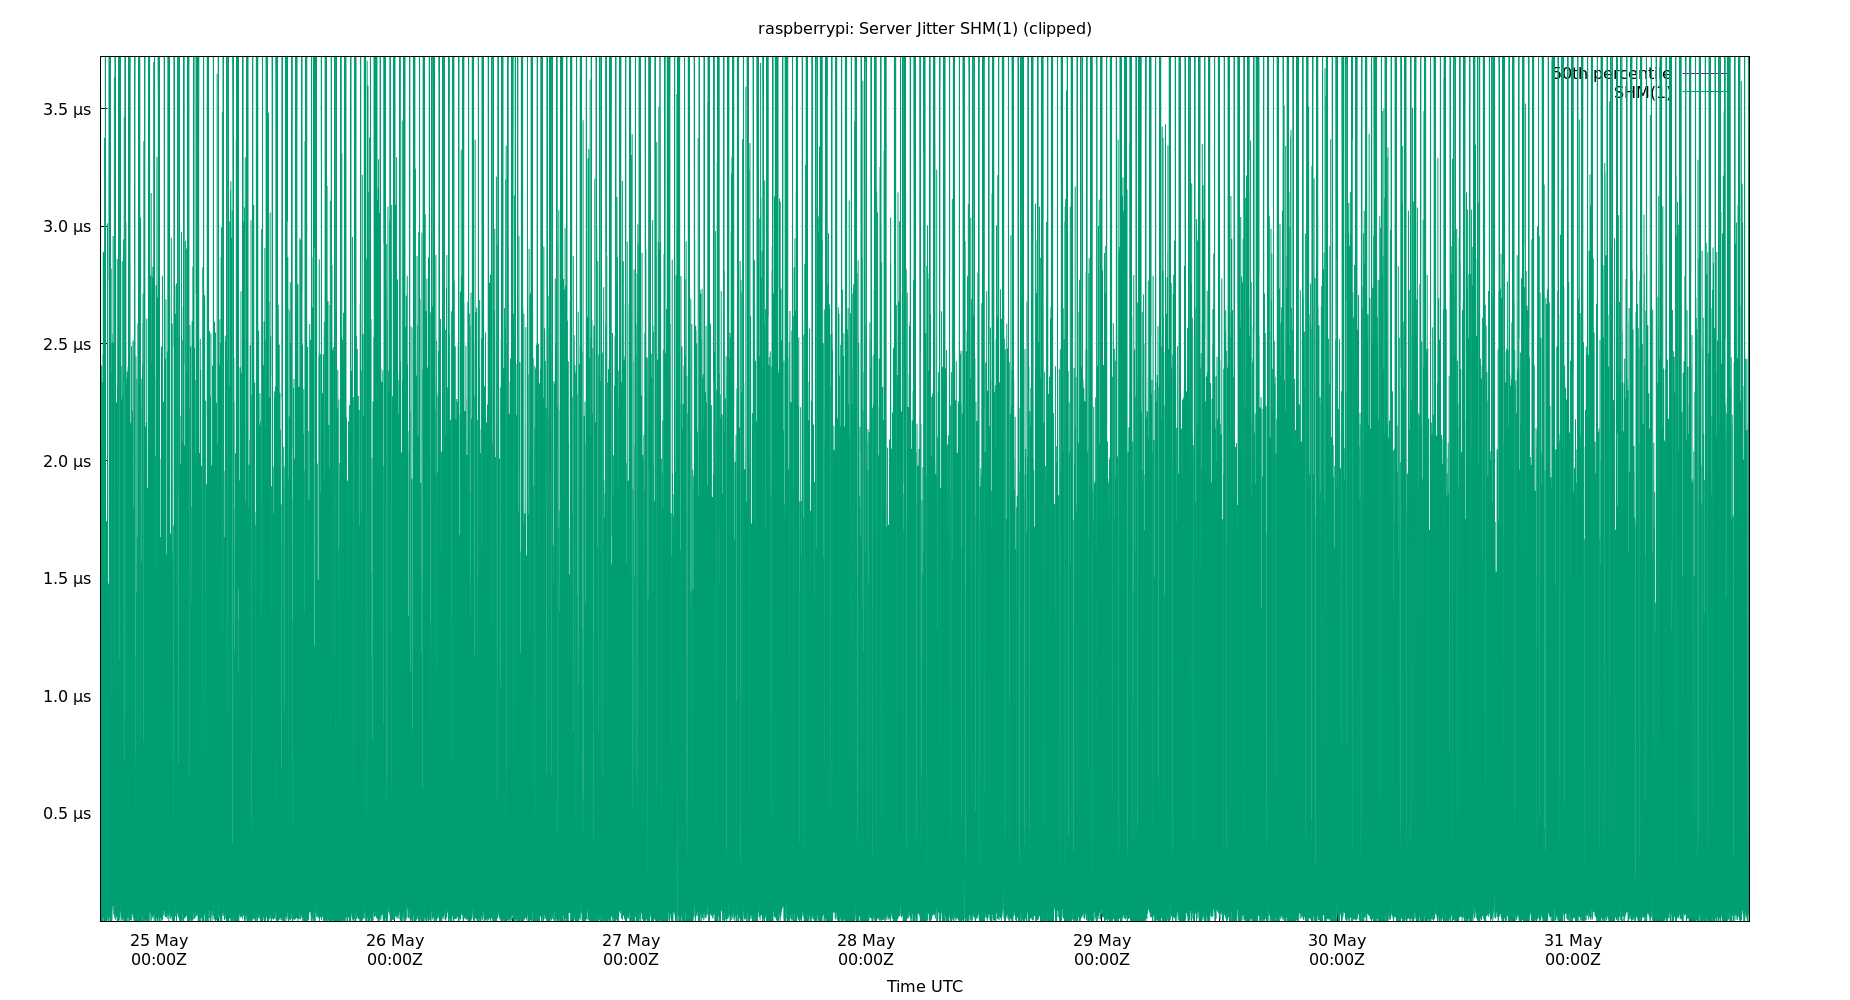 raspberrypi: Server Jitter SHM(1) (clipped)
50th percentile
SHM(1)
3.5 μs
3.0 μs
2.5 μs
2.0 μs
1.5 μs
1.0 μs
0.5 μs
25 May 26 May 27 May 28 May 29 May 30 May 31 May
00:00Z 00:00Z 00:00Z 00:00Z 00:00Z 00:00Z 00:00Z
Time UTC